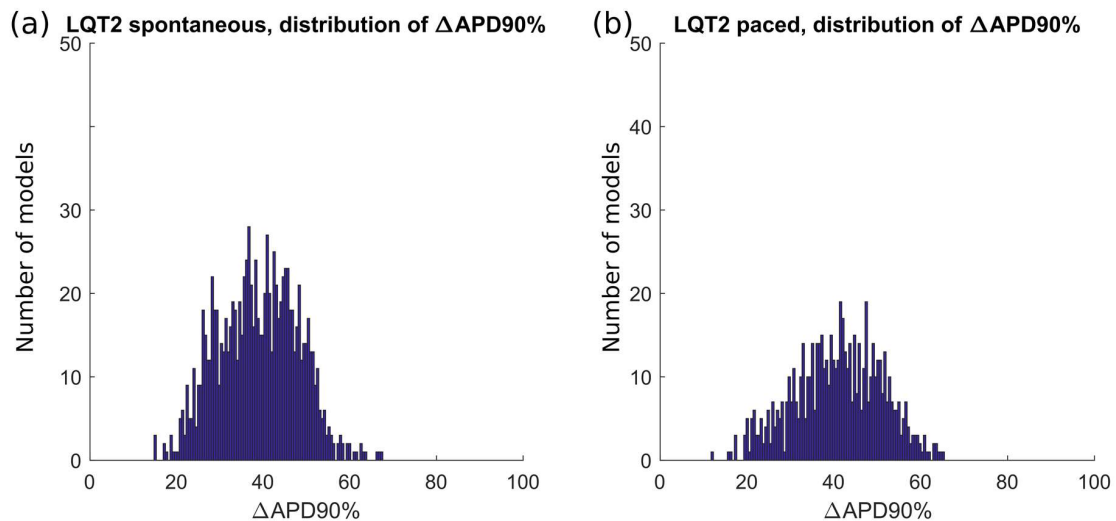 (a) LQT2 spontaneous, distribution of ΔAPD90%
50
30
20
10
0
Number of models
0 20 40 60 80 100
ΔAPD90%
(b) LQT2 paced, distribution of ΔAPD90%
50
40
30
20
10
0
Number of models
0 20 40 60 80 100
ΔAPD90%